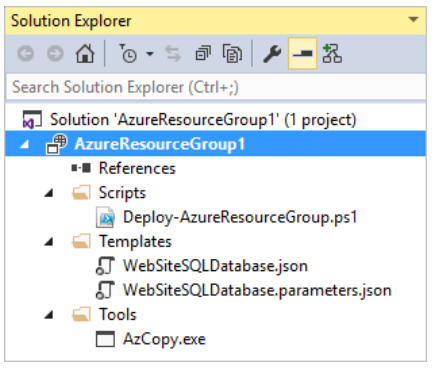 Solution Explorer
Search Solution Explorer (Ctrl+;)
Solution 'AzureResourceGroup1' (1 project)
AzureResourceGroup1
References
Scripts
Deploy-AzureResourceGroup.ps1
Templates
WebSiteSQLDatabase.json
WebSiteSQLDatabase.parameters.json
Tools
AzCopy.exe